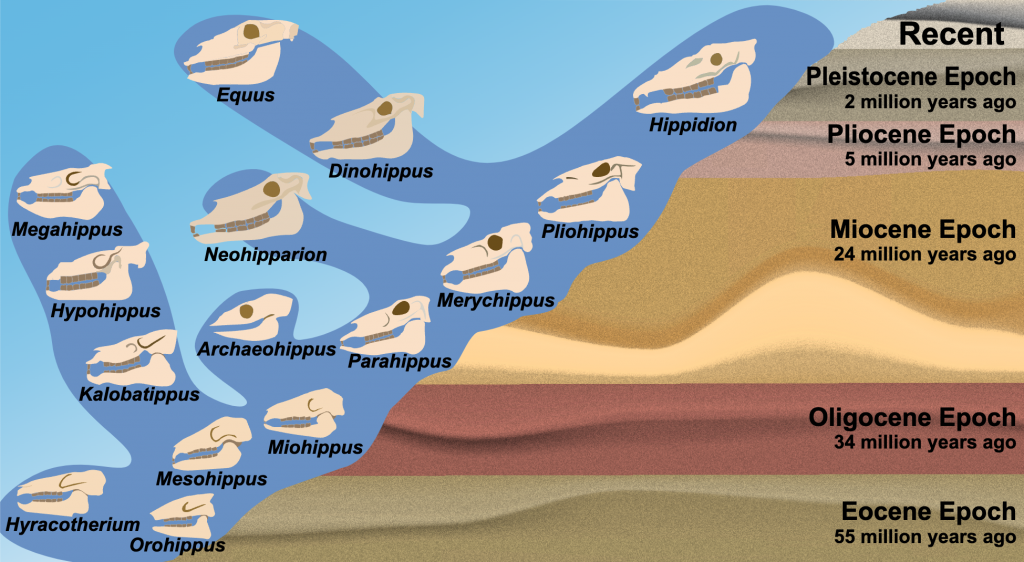 Recent
Pleistocene Epoch
2 million years ago
Pliocene Epoch
5 million years ago
Miocene Epoch
24 million years ago
Oligocene Epoch
34 million years ago
Eocene Epoch
55 million years ago
Equus
Hippidion
Dinohippus
Megahippus
Neohipparion
Pliohippus
Hypohippus
Merychippus
Archaeohippus
Parahippus
Kalobatippus
Miohippus
Mesohippus
Hyracotherium
Orohippus